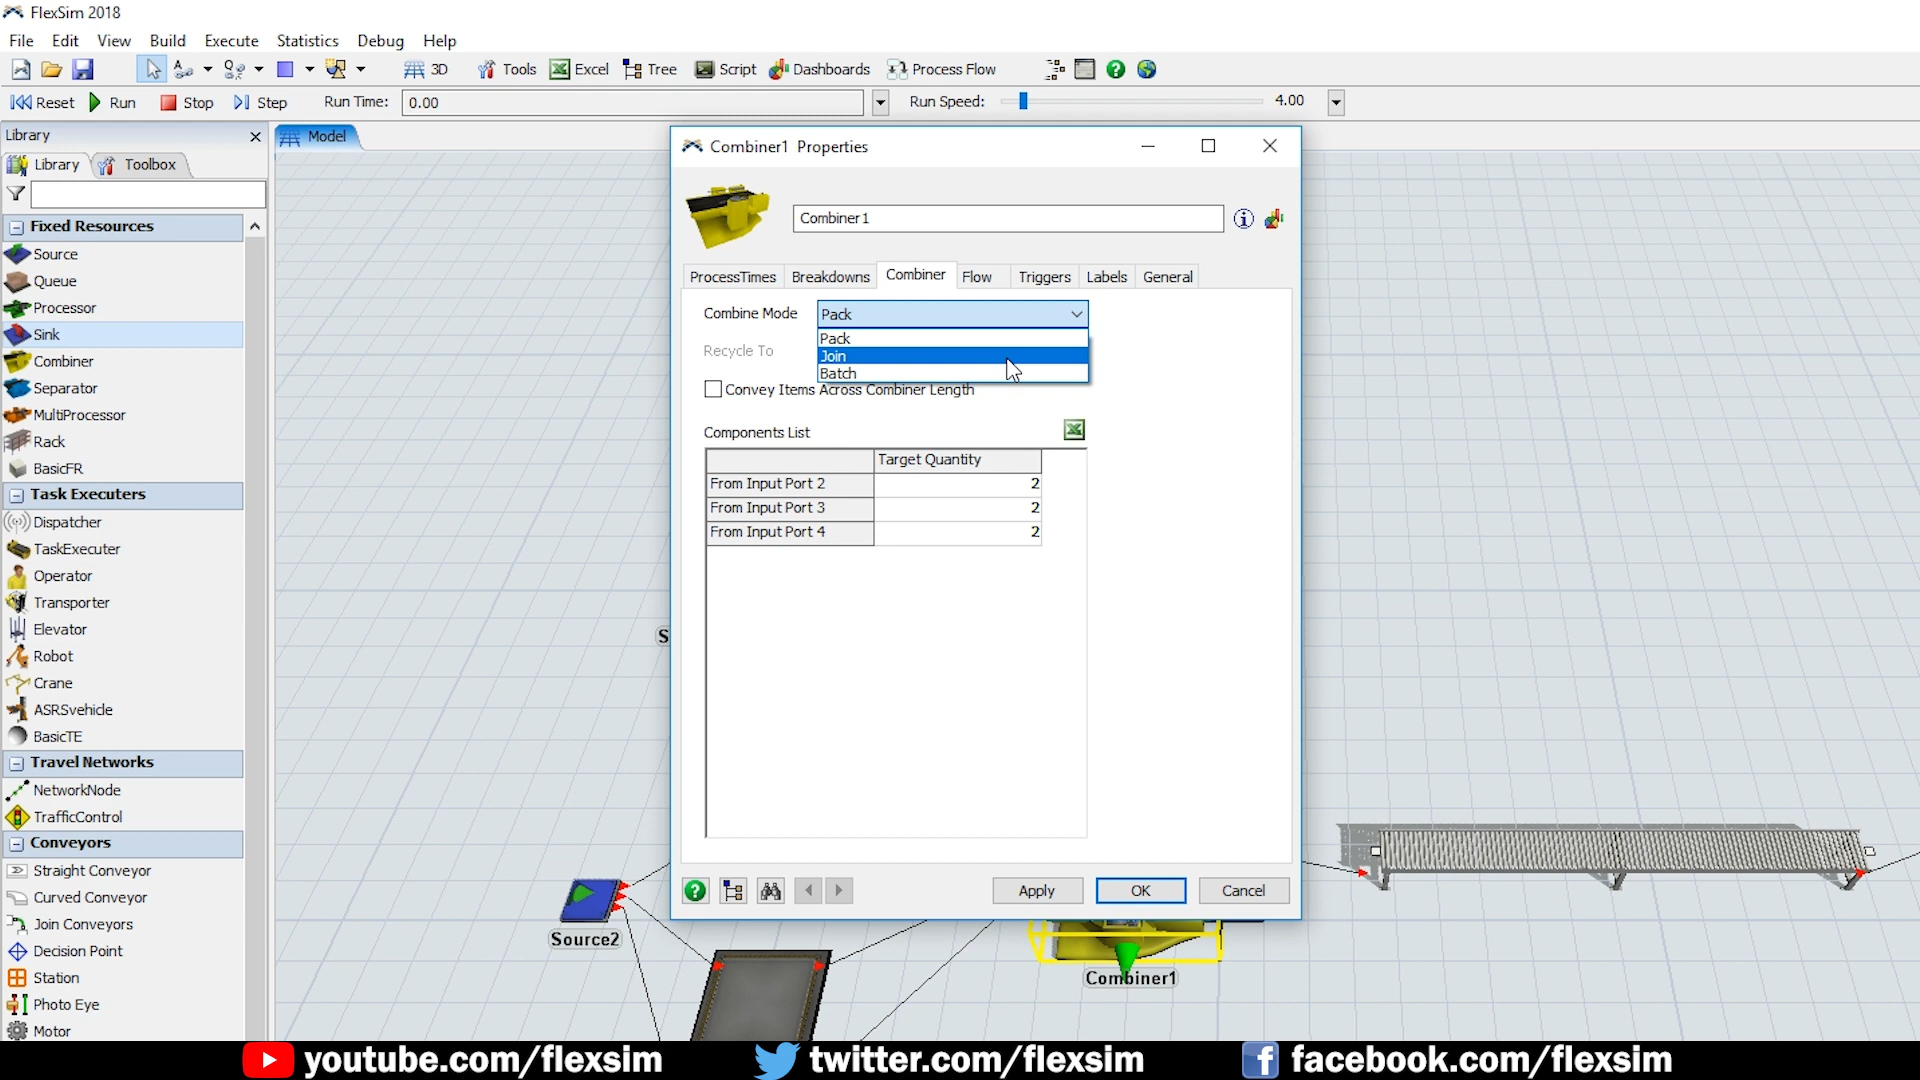 FlexSim 2018
File Edit View Build Execute Statistics Debug Help
3D Tools Excel Tree Script Dashboards Process Flow
Reset Run Stop Step Run Time: 0.00 Run Speed: 4.00
Library
Model
Library Toolbox
Fixed Resources
Source
Queue
Processor
Sink
Combiner
Separator
MultiProcessor
Rack
BasicFR
Task Executers
Dispatcher
TaskExecuter
Operator
Transporter
Elevator
Robot
Crane
ASRSvehicle
BasicTE
Travel Networks
NetworkNode
TrafficControl
Conveyors
Straight Conveyor
Curved Conveyor
Join Conveyors
Decision Point
Station
Photo Eye
Motor
Combiner1 Properties
Combiner1
ProcessTimes Breakdowns Combiner Flow Triggers Labels General
Combine Mode Pack
Pack
Join
Batch
Recycle To
Convey Items Across Combiner Length
Components List
Target Quantity
From Input Port 2 2
From Input Port 3 2
From Input Port 4 2
Apply OK Cancel
S
Source2
Combiner1
youtube.com/flexsim twitter.com/flexsim facebook.com/flexsim